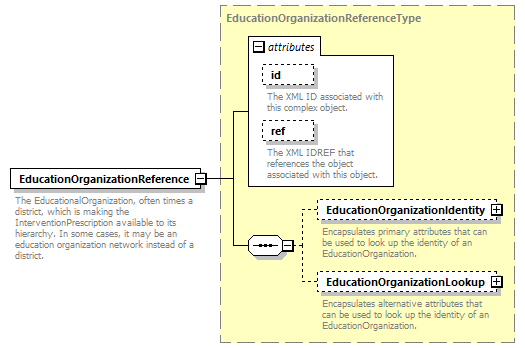 EducationOrganizationReferenceType
attributes
id
The XML ID associated with
this complex object.
ref
The XML IDREF that
references the object
associated with this object.
EducationOrganizationReference
The EducationalOrganization, often times a
district, which is making the
InterventionPrescription available to its
hierarchy. In some cases, it may be an
education organization network instead of a
district.
EducationOrganizationIdentity
Encapsulates primary attributes that can
be used to look up the identity of an
EducationOrganization.
EducationOrganizationLookup
Encapsulates alternative attributes that
can be used to look up the identity of an
EducationOrganization.